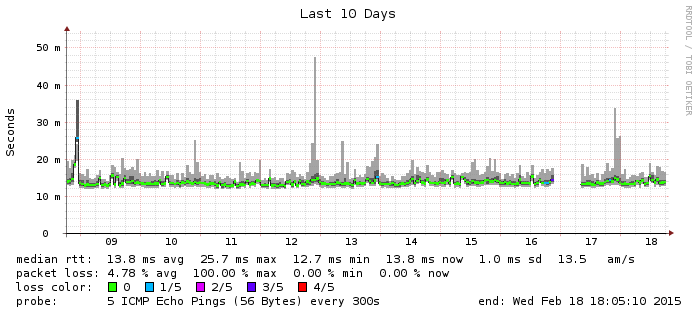 Last 10 Days
RRDTOOL / TOBI OETIKER
Seconds
50 m
40 m
30 m
20 m
10 m
0
09 10 11 12 13 14 15 16 17 18
median rtt: 13.8 ms avg 25.7 ms max 12.7 ms min 13.8 ms now 1.0 ms sd 13.5 am/s
packet loss: 4.78 % avg 100.00 % max 0.00 % min 0.00 % now
loss color: 0 1/5 2/5 3/5 4/5
probe: 5 ICMP Echo Pings (56 Bytes) every 300s end: Wed Feb 18 18:05:10 2015